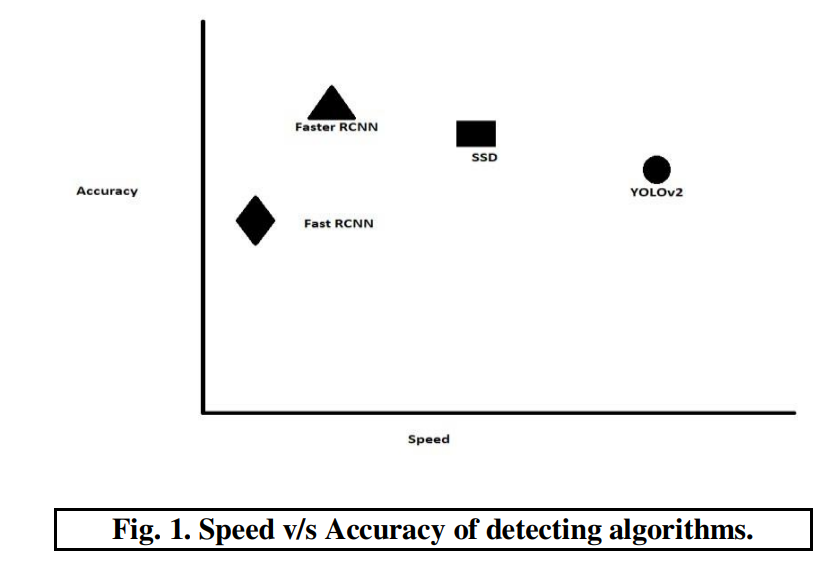 Faster RCNN
SSD
Accuracy
YOLOv2
Fast RCNN
Speed
Fig. 1. Speed v/s Accuracy of detecting algorithms.